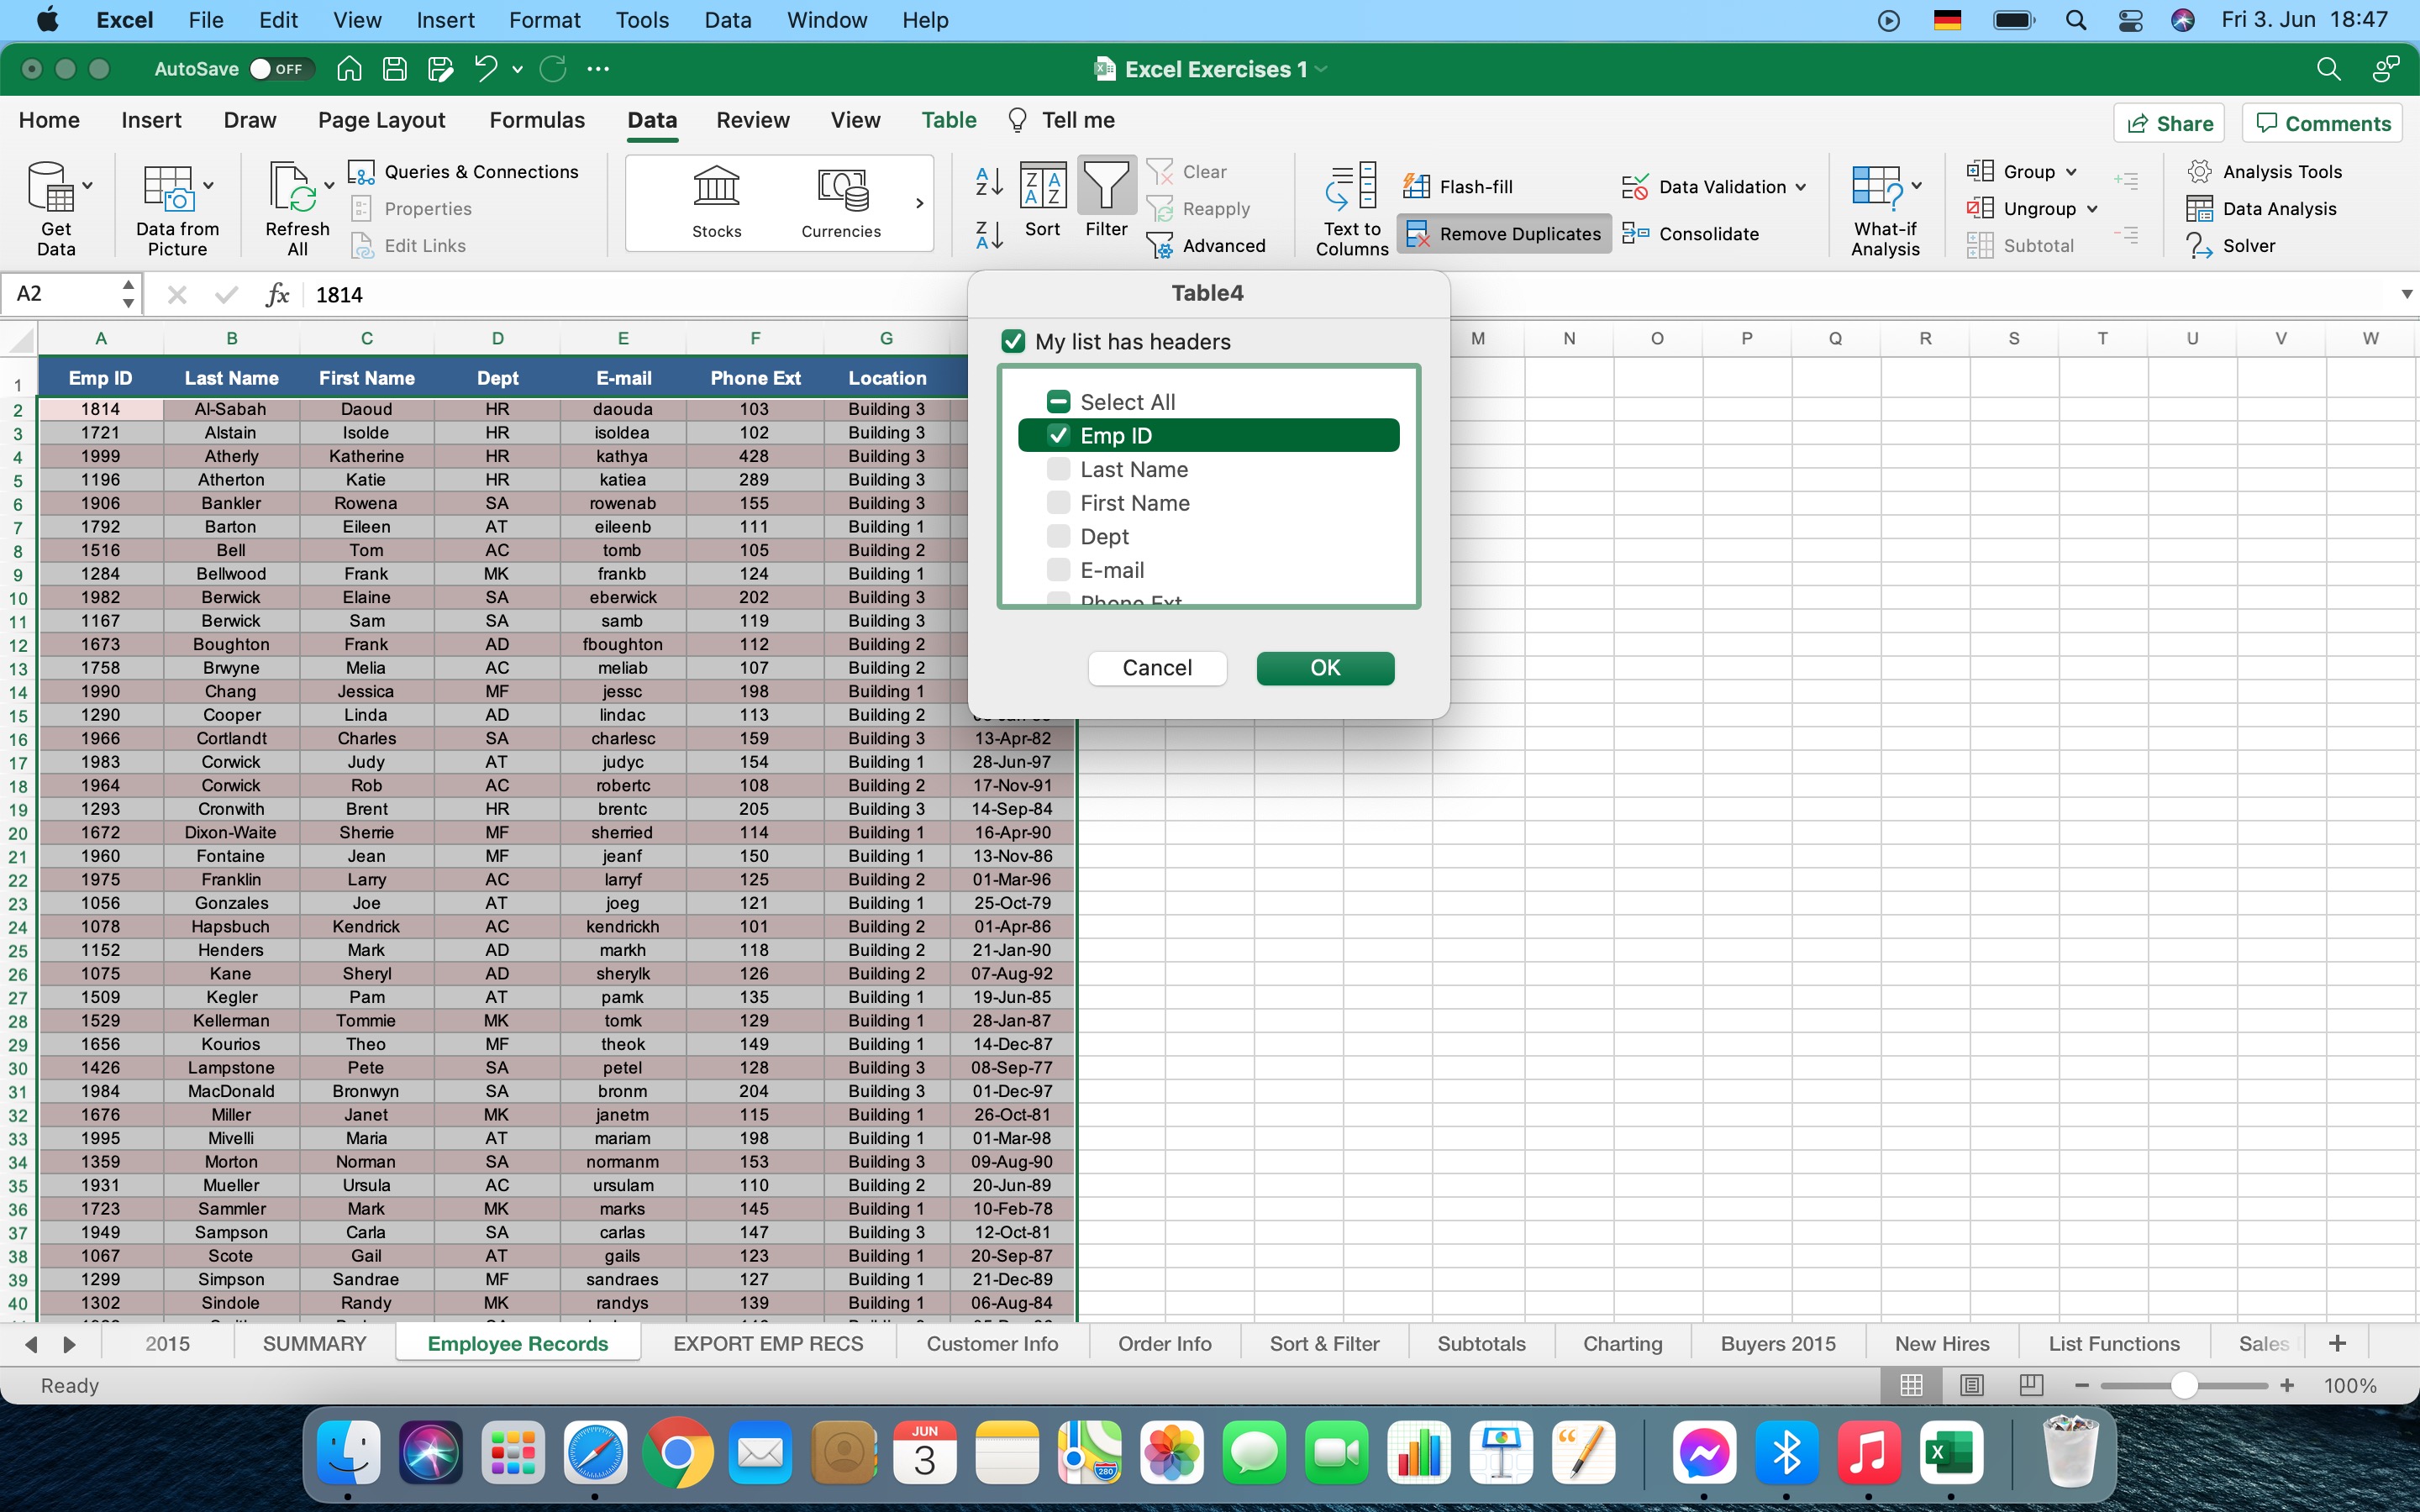 Excel File Edit View Insert Format Tools Data Window Help Fri 3. Jun 18:47
AutoSave OFF Excel Exercises 1
Home Insert Draw Page Layout Formulas Data Review View Table Tell me Share Comments
Get Data
Data from Picture
Refresh All
Queries & Connections
Properties
Edit Links
Stocks
Currencies
Sort
Filter
Clear
Reapply
Advanced
Text to Columns
Flash-fill
Remove Duplicates
Data Validation
Consolidate
What-if Analysis
Group
Ungroup
Subtotal
Analysis Tools
Data Analysis
Solver
A2 fx 1814
Table4
My list has headers
Select All
Emp ID
Last Name
First Name
Dept
E-mail
Phone Ext
Cancel OK
A B C D E F G M N O P Q R S T U V W
1 Emp ID Last Name First Name Dept E-mail Phone Ext Location
2 1814 Al-Sabah Daoud HR daouda 103 Building 3
3 1721 Alstain Isolde HR isoldea 102 Building 3
4 1999 Atherly Katherine HR kathya 428 Building 3
5 1196 Atherton Katie HR katiea 289 Building 3
6 1906 Bankler Rowena SA rowenab 155 Building 3
7 1792 Barton Eileen AT eileenb 111 Building 1
8 1516 Bell Tom AC tomb 105 Building 2
9 1284 Bellwood Frank MK frankb 124 Building 1
10 1982 Berwick Elaine SA eberwick 202 Building 3
11 1167 Berwick Sam SA samb 119 Building 3
12 1673 Boughton Frank AD fboughton 112 Building 2
13 1758 Brwyne Melia AC meliab 107 Building 2
14 1990 Chang Jessica MF jessc 198 Building 1
15 1290 Cooper Linda AD lindac 113 Building 2
16 1966 Cortlandt Charles SA charlesc 159 Building 3 13-Apr-82
17 1983 Corwick Judy AT judyc 154 Building 1 28-Jun-97
18 1964 Corwick Rob AC robertc 108 Building 2 17-Nov-91
19 1293 Cronwith Brent HR brentc 205 Building 3 14-Sep-84
20 1672 Dixon-Waite Sherrie MF sherried 114 Building 1 16-Apr-90
21 1960 Fontaine Jean MF jeanf 150 Building 1 13-Nov-86
22 1975 Franklin Larry AC larryf 125 Building 2 01-Mar-96
23 1056 Gonzales Joe AT joeg 121 Building 1 25-Oct-79
24 1078 Hapsbuch Kendrick AC kendrickh 101 Building 2 01-Apr-86
25 1152 Henders Mark AD markh 118 Building 2 21-Jan-90
26 1075 Kane Sheryl AD sherylk 126 Building 2 07-Aug-92
27 1509 Kegler Pam AT pamk 135 Building 1 19-Jun-85
28 1529 Kellerman Tommie MK tomk 129 Building 1 28-Jan-87
29 1656 Kourios Theo MF theok 149 Building 1 14-Dec-87
30 1426 Lampstone Pete SA petel 128 Building 3 08-Sep-77
31 1984 MacDonald Bronwyn SA bronm 204 Building 3 01-Dec-97
32 1676 Miller Janet MK janetm 115 Building 1 26-Oct-81
33 1995 Mivelli Maria AT mariam 198 Building 1 01-Mar-98
34 1359 Morton Norman SA normanm 153 Building 3 09-Aug-90
35 1931 Mueller Ursula AC ursulam 110 Building 2 20-Jun-89
36 1723 Sammler Mark MK marks 145 Building 1 10-Feb-78
37 1949 Sampson Carla SA carlas 147 Building 3 12-Oct-81
38 1067 Scote Gail AT gails 123 Building 1 20-Sep-87
39 1299 Simpson Sandrae MF sandraes 127 Building 1 21-Dec-89
40 1302 Sindole Randy MK randys 139 Building 1 06-Aug-84
2015 SUMMARY Employee Records EXPORT EMP RECS Customer Info Order Info Sort & Filter Subtotals Charting Buyers 2015 New Hires List Functions Sales
Ready 100%
JUN
3
280